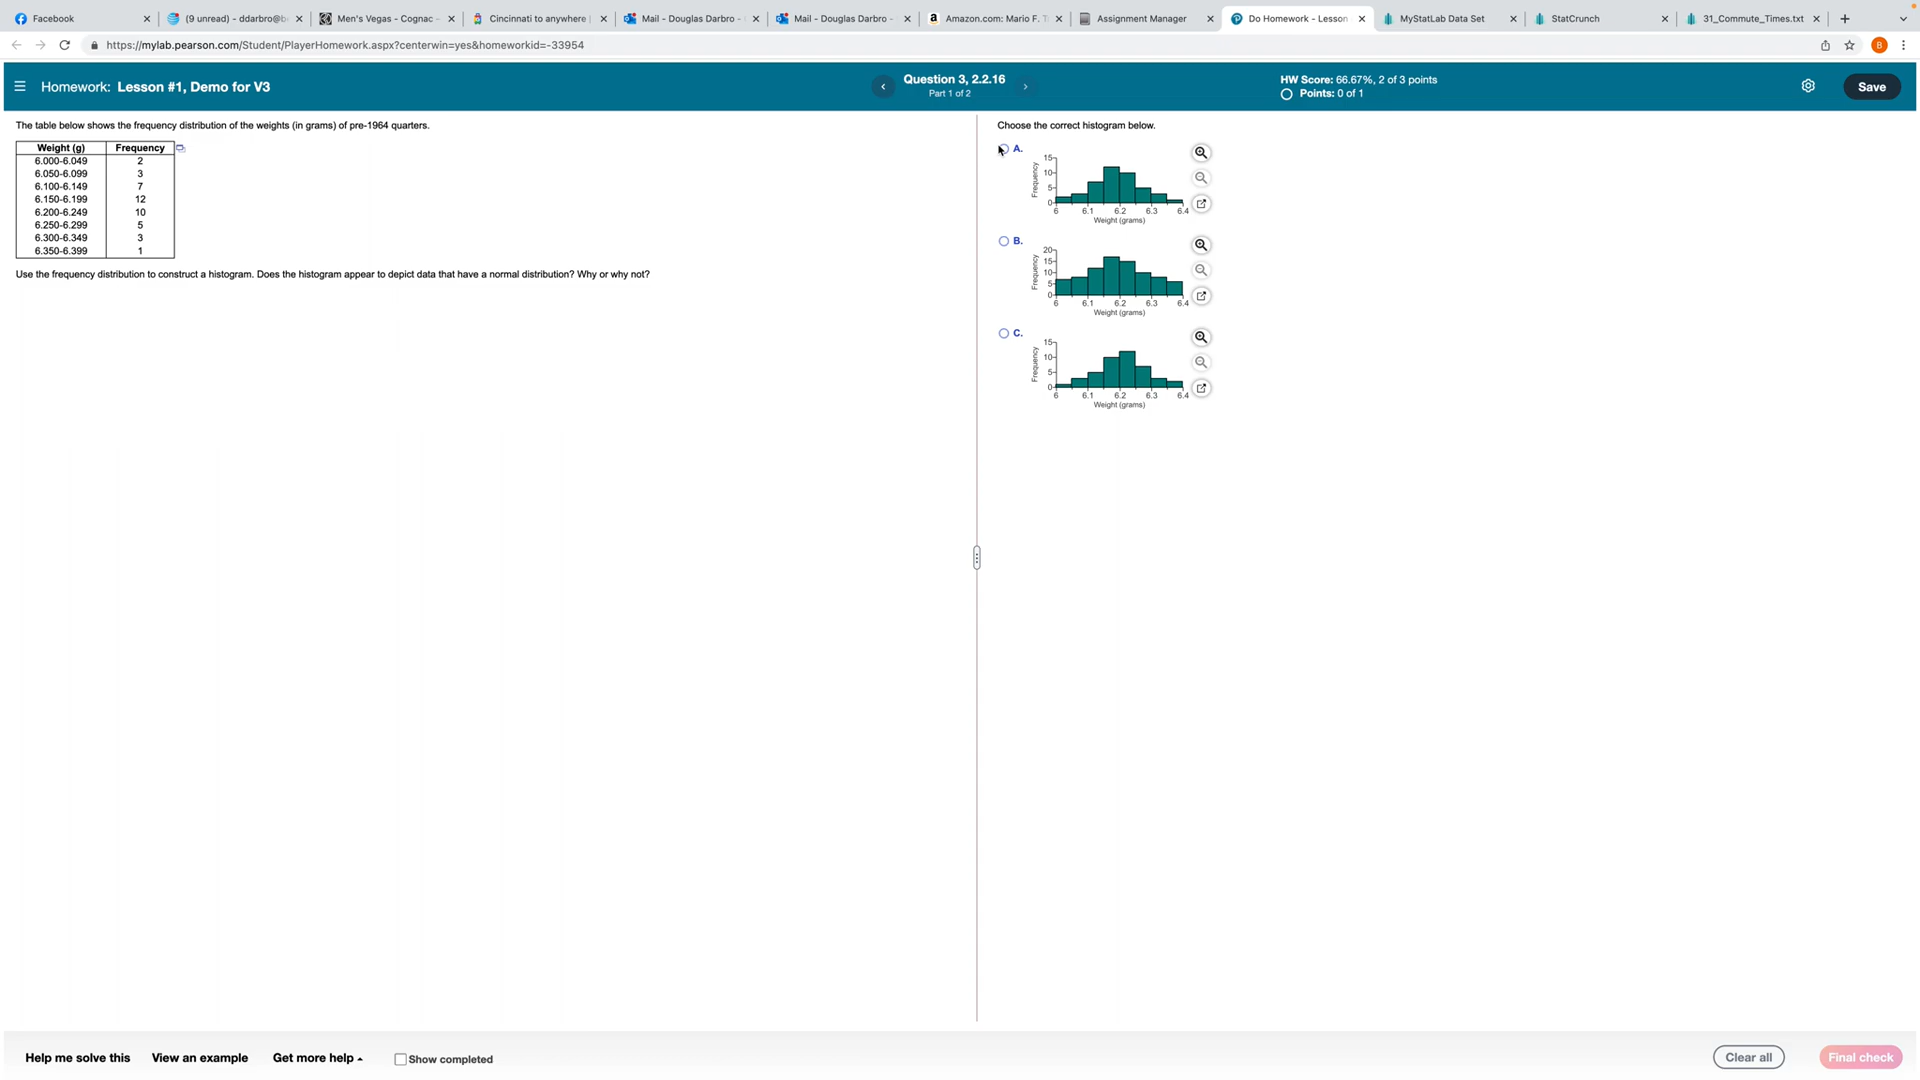 Facebook
(9 unread) - ddarbro@b
Men's Vegas - Cognac -
Cincinnati to anywhere
Mail - Douglas Darbro -
Mail - Douglas Darbro -
Amazon.com: Mario F. T
Assignment Manager
Do Homework - Lesson
MyStatLab Data Set
StatCrunch
31_Commute_Times.txt
https://mylab.pearson.com/Student/PlayerHomework.aspx?centerwin=yes&homeworkid=-33954
B
Homework: Lesson #1, Demo for V3
Question 3, 2.2.16
Part 1 of 2
HW Score: 66.67%, 2 of 3 points
Points: 0 of 1
Save
The table below shows the frequency distribution of the weights (in grams) of pre-1964 quarters.
Weight (g) Frequency
6.000-6.049 2
6.050-6.099 3
6.100-6.149 7
6.150-6.199 12
6.200-6.249 10
6.250-6.299 5
6.300-6.349 3
6.350-6.399 1
Use the frequency distribution to construct a histogram. Does the histogram appear to depict data that have a normal distribution? Why or why not?
Choose the correct histogram below.
A.
Frequency
15
10
5
0
6 6.1 6.2 6.3 6.4
Weight (grams)
B.
Frequency
20
15
10
5
0
6 6.1 6.2 6.3 6.4
Weight (grams)
C.
Frequency
15
10
5
0
6 6.1 6.2 6.3 6.4
Weight (grams)
Help me solve this
View an example
Get more help
Show completed
Clear all
Final check